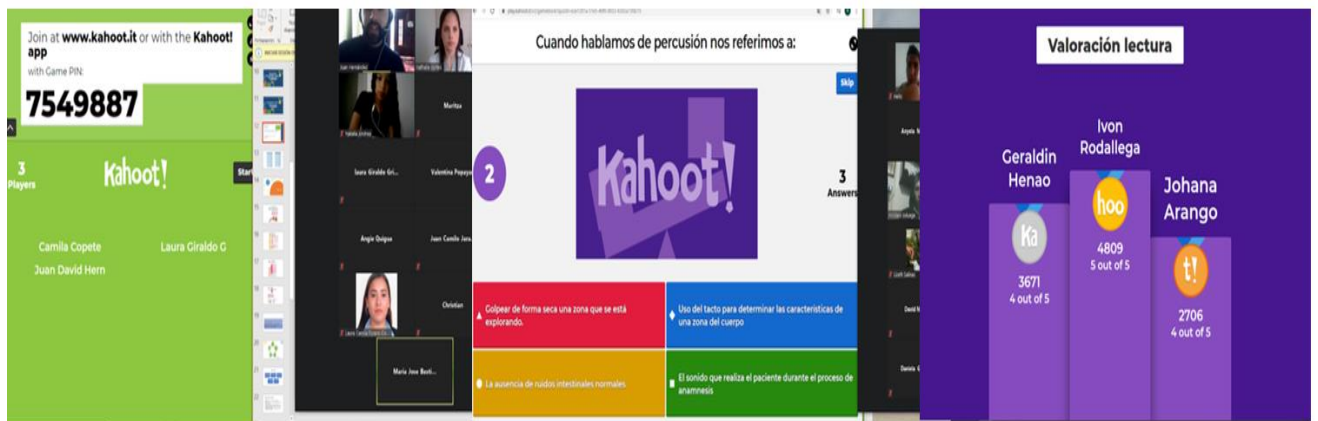 Join at www.kahoot.it or with the Kahoot!
app
with Game PIN:
7549887
3
Players
Kahoot!
Start
Camila Copete
Laura Giraldo G
Juan David Hern
Maritza
laura Giraldo Gri...
Valentina Popaya
Angie Quigua
Juan Camilo Jara
Christian
Maria Jose Basti...
Cuando hablamos de percusión nos referimos a:
Skip
2
Kahoot!
3
Answers
Golpear de forma seca una zona que se está
explorando.
Uso del tacto para determinar las características de
una zona del cuerpo
La ausencia de ruidos intestinales normales
El sonido que realiza el paciente durante el proceso de
anamnesis
Valoración lectura
Geraldin
Henao
Ka
3671
4 out of 5
Ivon
Rodallega
hoo
4809
5 out of 5
Johana
Arango
t!
2706
4 out of 5